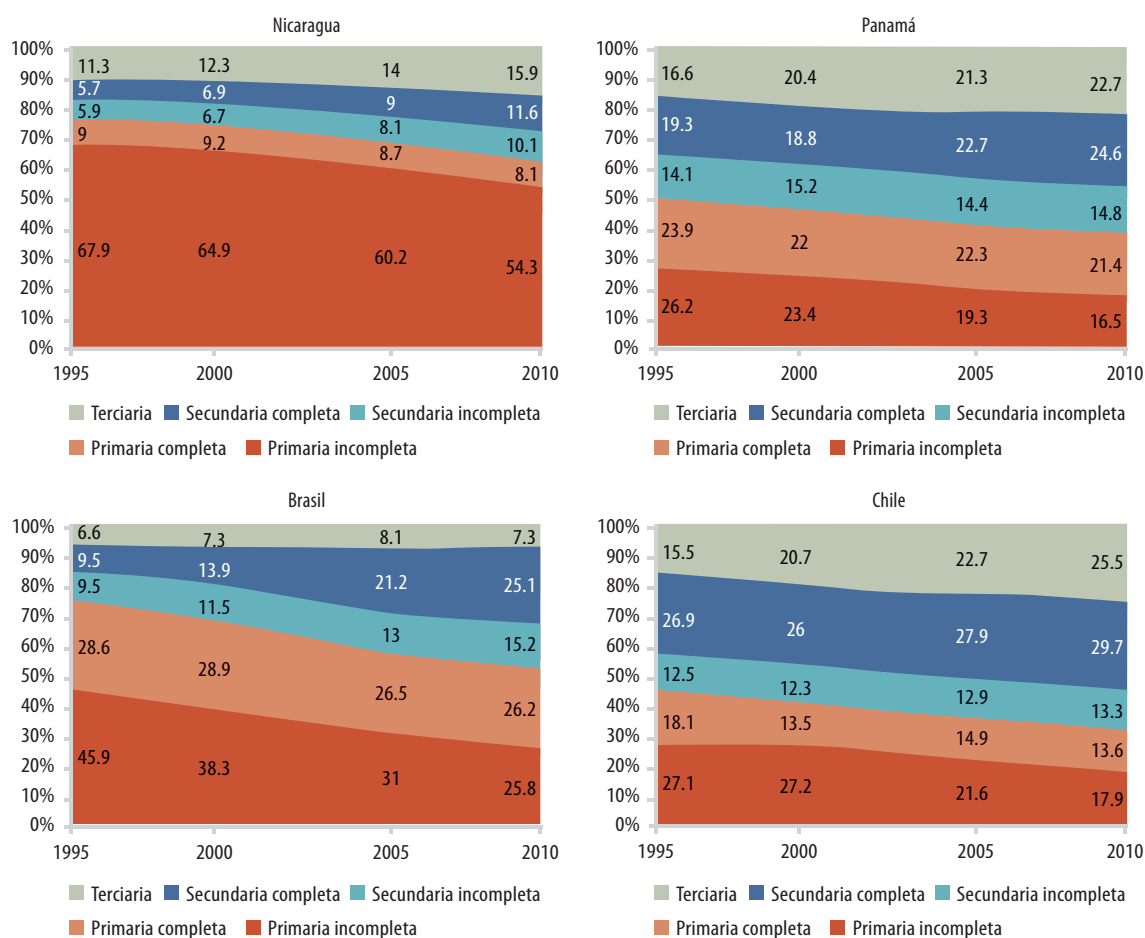 Nicaragua
100%
90%
80%
70%
60%
50%
40%
30%
20%
10%
0%
11.3 12.3 14 15.9
5.7 6.9 9 11.6
5.9 6.7 8.1 10.1
9 9.2 8.7 8.1
67.9 64.9 60.2 54.3
1995 2000 2005 2010
Terciaria Secundaria completa Secundaria incompleta
Primaria completa Primaria incompleta
Panamá
100%
90%
80%
70%
60%
50%
40%
30%
20%
10%
0%
16.6 20.4 21.3 22.7
19.3 18.8 22.7 24.6
14.1 15.2 14.4 14.8
23.9 22 22.3 21.4
26.2 23.4 19.3 16.5
1995 2000 2005 2010
Terciaria Secundaria completa Secundaria incompleta
Primaria completa Primaria incompleta
Brasil
100%
90%
80%
70%
60%
50%
40%
30%
20%
10%
0%
6.6 7.3 8.1 7.3
9.5 13.9 21.2 25.1
9.5 11.5 13 15.2
28.6 28.9 26.5 26.2
45.9 38.3 31 25.8
1995 2000 2005 2010
Terciaria Secundaria completa Secundaria incompleta
Primaria completa Primaria incompleta
Chile
100%
90%
80%
70%
60%
50%
40%
30%
20%
10%
0%
15.5 20.7 22.7 25.5
26.9 26 27.9 29.7
12.5 12.3 12.9 13.3
18.1 13.5 14.9 13.6
27.1 27.2 21.6 17.9
1995 2000 2005 2010
Terciaria Secundaria completa Secundaria incompleta
Primaria completa Primaria incompleta